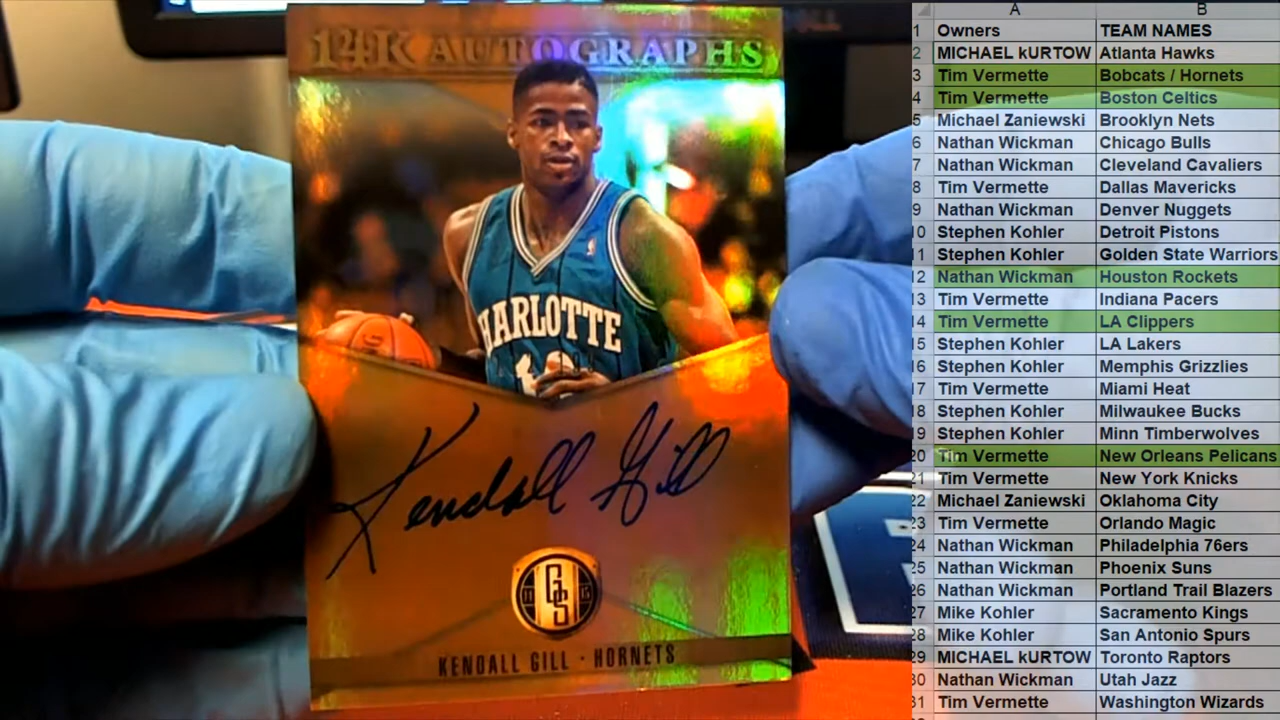 14K AUTOGRAPHS
HARLOTTE
Kendall Gill
GS
KENDALL GILL · HORNETS
A B
1 Owners TEAM NAMES
2 MICHAEL kURTOW Atlanta Hawks
3 Tim Vermette Bobcats / Hornets
4 Tim Vermette Boston Celtics
5 Michael Zaniewski Brooklyn Nets
6 Nathan Wickman Chicago Bulls
7 Nathan Wickman Cleveland Cavaliers
8 Tim Vermette Dallas Mavericks
9 Nathan Wickman Denver Nuggets
10 Stephen Kohler Detroit Pistons
11 Stephen Kohler Golden State Warriors
12 Nathan Wickman Houston Rockets
13 Tim Vermette Indiana Pacers
14 Tim Vermette LA Clippers
15 Stephen Kohler LA Lakers
16 Stephen Kohler Memphis Grizzlies
17 Tim Vermette Miami Heat
18 Stephen Kohler Milwaukee Bucks
19 Stephen Kohler Minn Timberwolves
20 Tim Vermette New Orleans Pelicans
21 Tim Vermette New York Knicks
22 Michael Zaniewski Oklahoma City
23 Tim Vermette Orlando Magic
24 Nathan Wickman Philadelphia 76ers
25 Nathan Wickman Phoenix Suns
26 Nathan Wickman Portland Trail Blazers
27 Mike Kohler Sacramento Kings
28 Mike Kohler San Antonio Spurs
29 MICHAEL kURTOW Toronto Raptors
30 Nathan Wickman Utah Jazz
31 Tim Vermette Washington Wizards